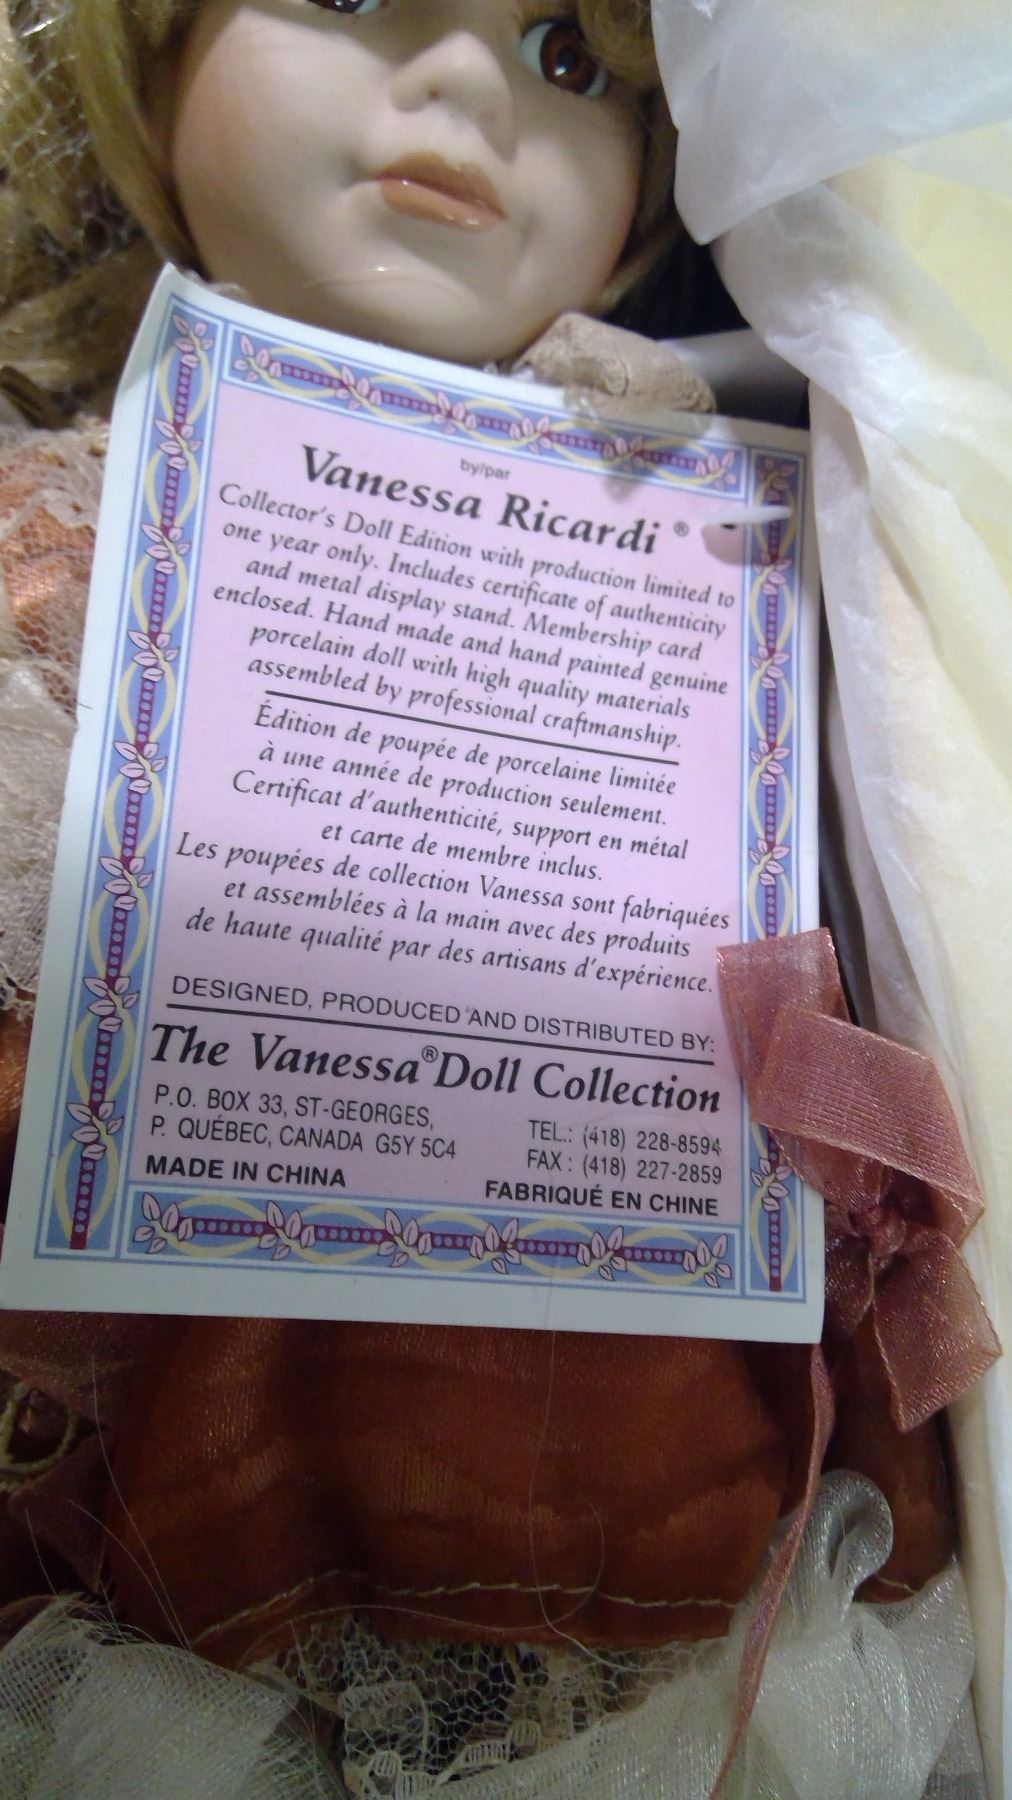 by/par
Vanessa Ricardi ®
Collector's Doll Edition with production limited to
one year only. Includes certificate of authenticity
and metal display stand. Membership card
enclosed. Hand made and hand painted genuine
porcelain doll with high quality materials
assembled by professional craftmanship.
Édition de poupée de porcelaine limitée
à une année de production seulement.
Certificat d'authenticité, support en métal
et carte de membre inclus.
Les poupées de collection Vanessa sont fabriquées
et assemblées à la main avec des produits
de haute qualité par des artisans d'expérience.
DESIGNED, PRODUCED AND DISTRIBUTED BY:
The Vanessa® Doll Collection
P.O. BOX 33, ST-GEORGES,
P. QUÉBEC, CANADA G5Y 5C4
TEL.: (418) 228-8594
FAX : (418) 227-2859
MADE IN CHINA
FABRIQUÉ EN CHINE